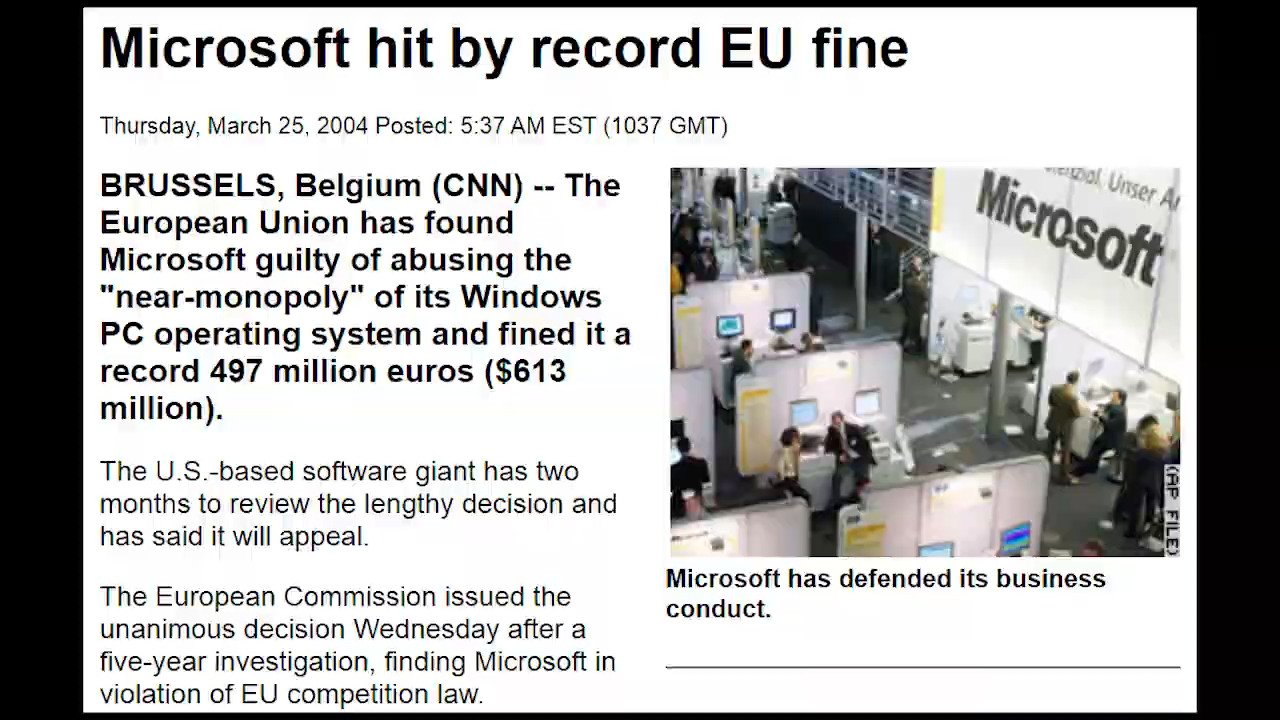 Microsoft hit by record EU fine
Thursday, March 25, 2004 Posted: 5:37 AM EST (1037 GMT)
BRUSSELS, Belgium (CNN) -- The
European Union has found
Microsoft guilty of abusing the
"near-monopoly" of its Windows
PC operating system and fined it a
record 497 million euros ($613
million).
The U.S.-based software giant has two
months to review the lengthy decision and
has said it will appeal.
The European Commission issued the
unanimous decision Wednesday after a
five-year investigation, finding Microsoft in
violation of EU competition law.
Unser
Microsoft
(AP FILE)
Microsoft has defended its business
conduct.